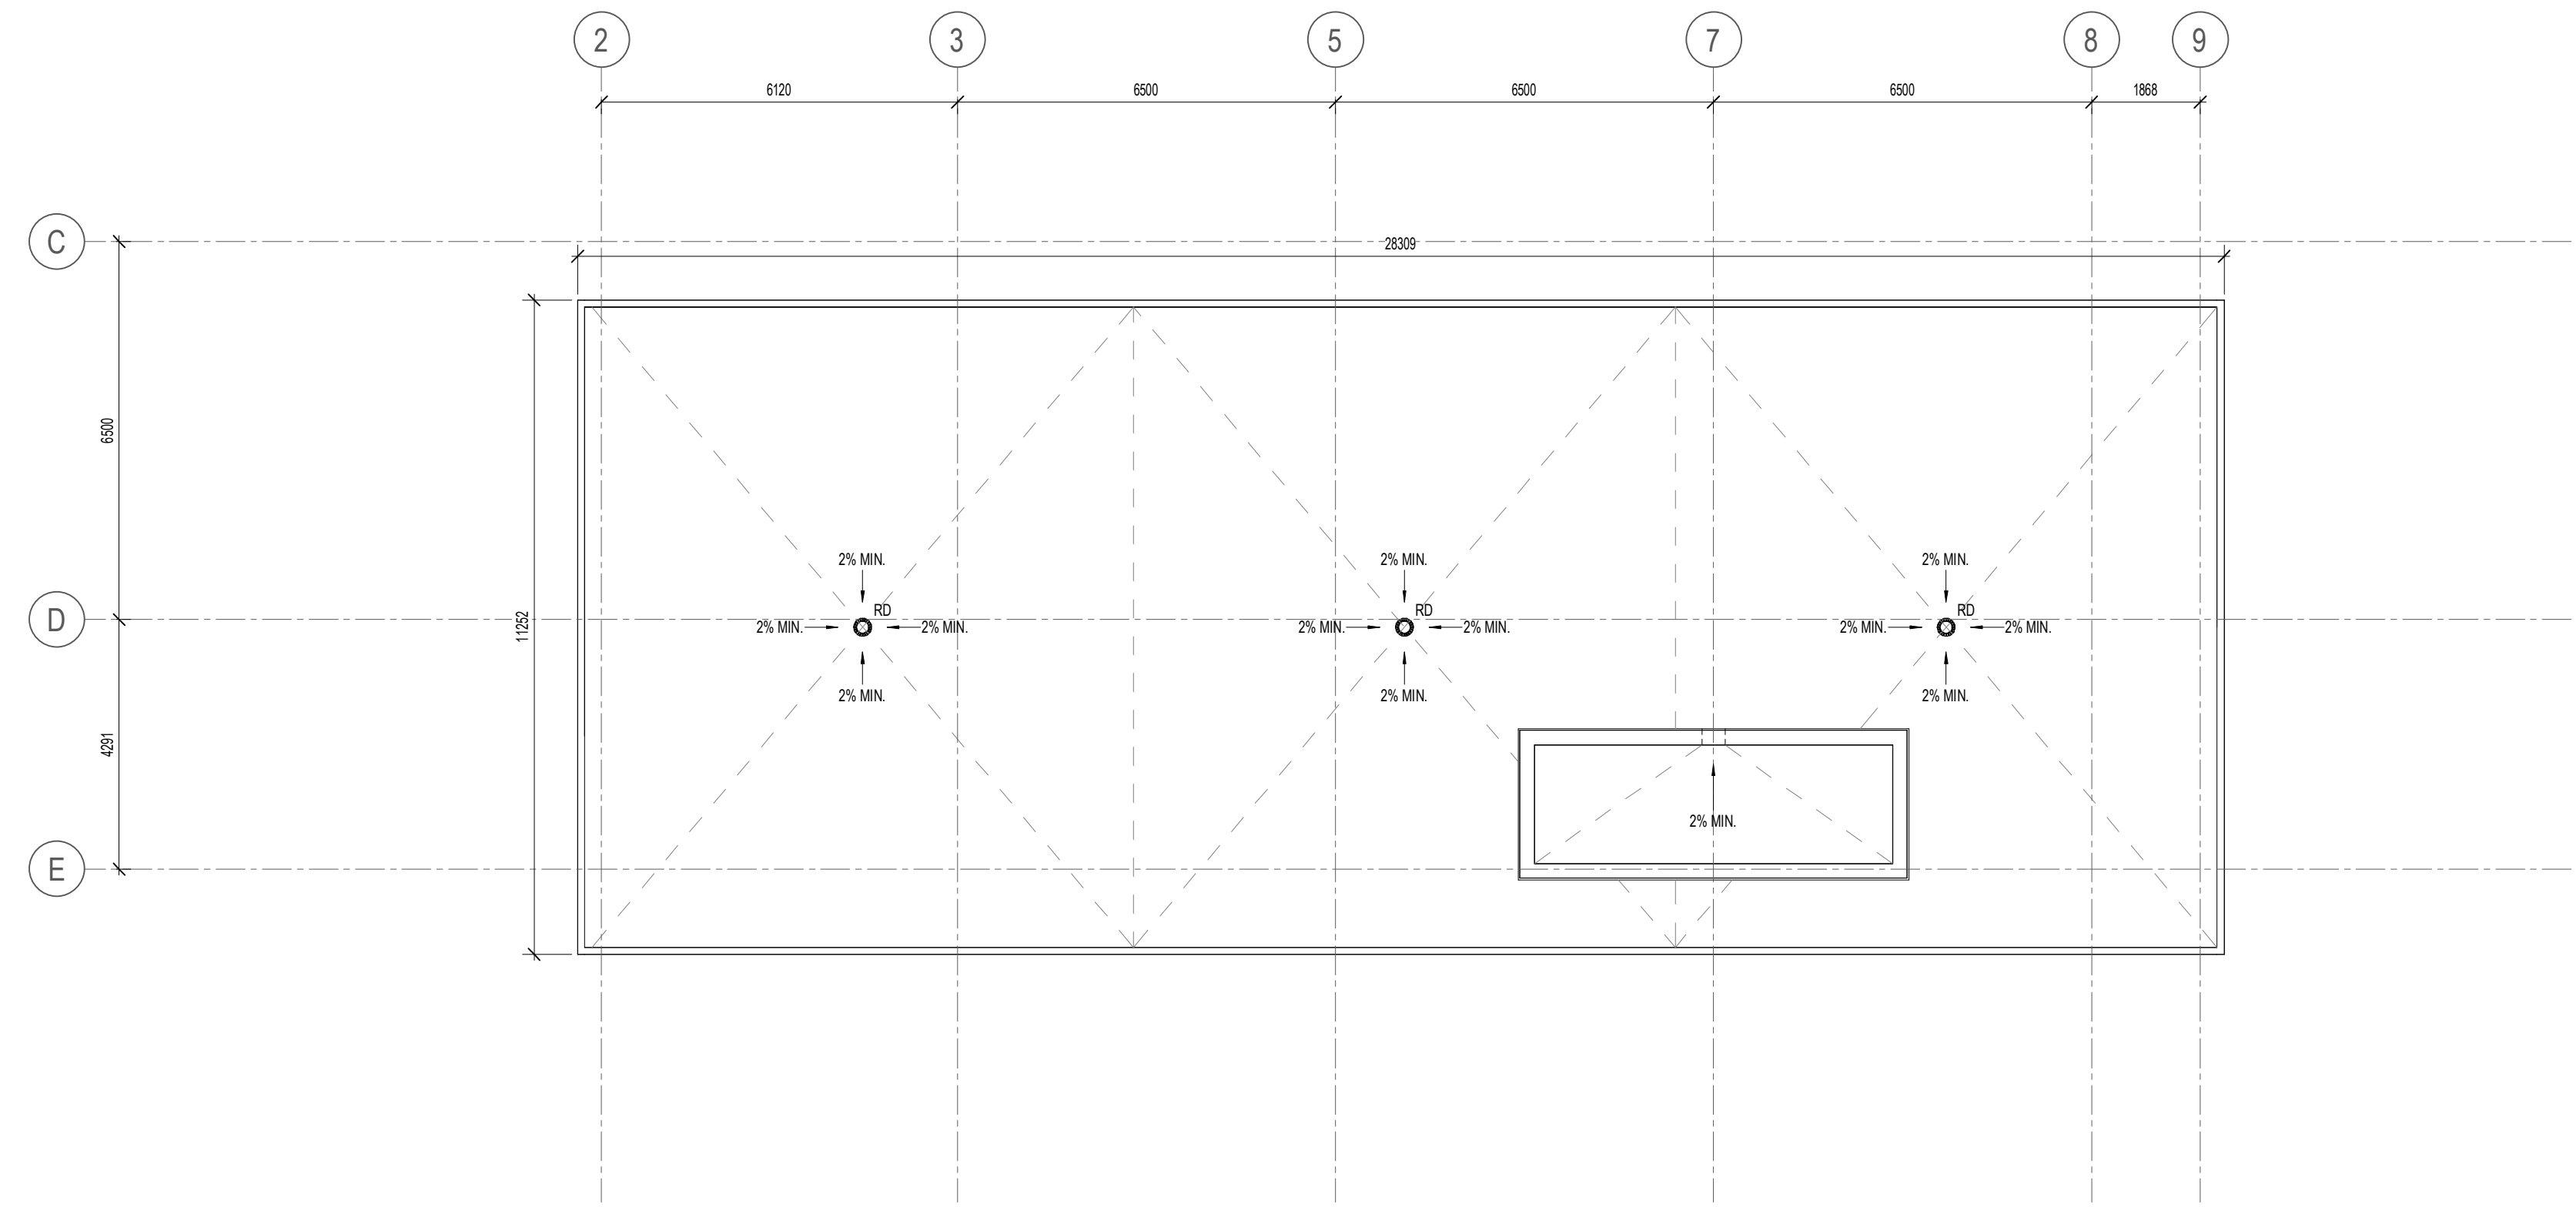 2 3 5 7 8 9
6120 6500 6500 6500 1868
C
28309
6500
2% MIN. 2% MIN. 2% MIN.
RD RD RD
D
2% MIN. 2% MIN. 2% MIN. 2% MIN. 2% MIN. 2% MIN.
11252
2% MIN. 2% MIN. 2% MIN.
4291
2% MIN.
E